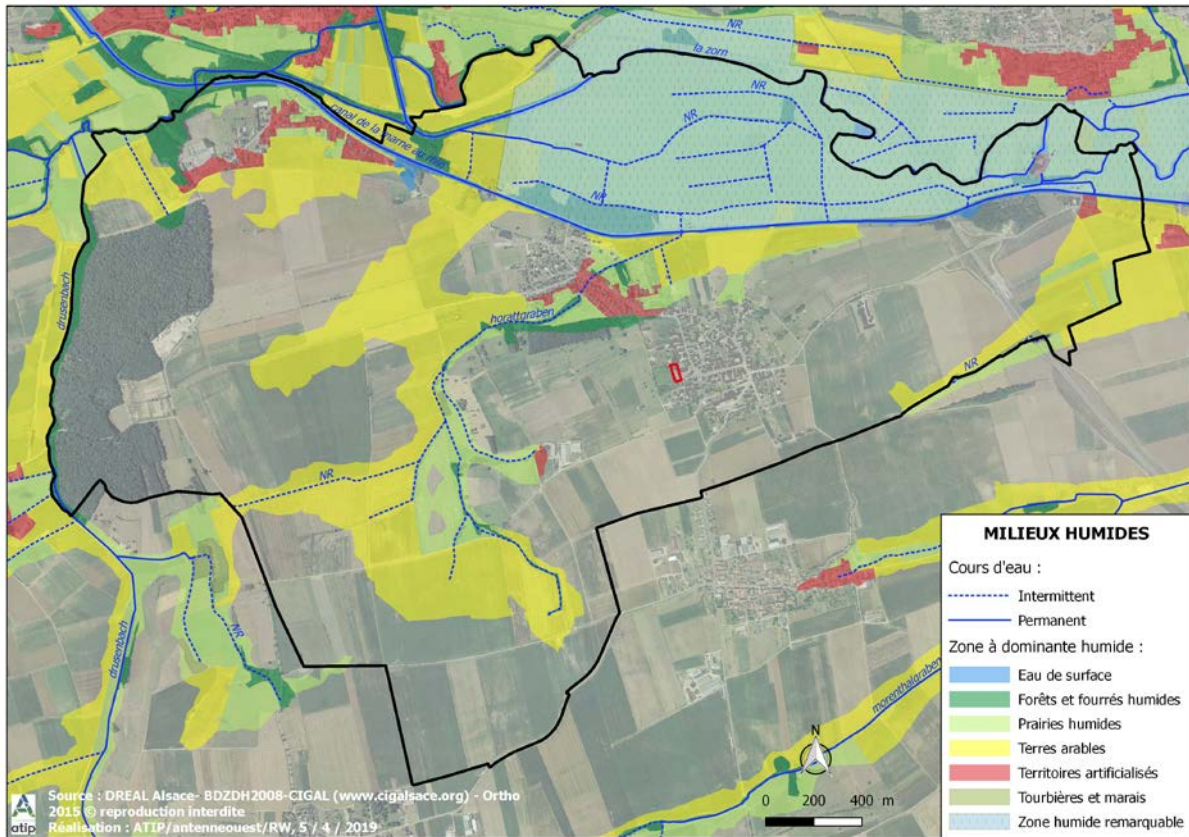 la zorn
NR
canal de la marne au rhin
NR
NR
drusenbach
horattgraben
NR
NR
NR
drusenbach
morenthalgraben
MILIEUX HUMIDES
Cours d'eau :
Intermittent
Permanent
Zone à dominante humide :
Eau de surface
Forêts et fourrés humides
Prairies humides
Terres arables
Territoires artificialisés
Tourbières et marais
Zone humide remarquable
N
0 200 400 m
atip
Source : DREAL Alsace- BDZDH2008-CIGAL (www.cigalsace.org) - Ortho
2015 © reproduction interdite
Réalisation : ATIP/antenneouest/RW, 5 / 4 / 2019